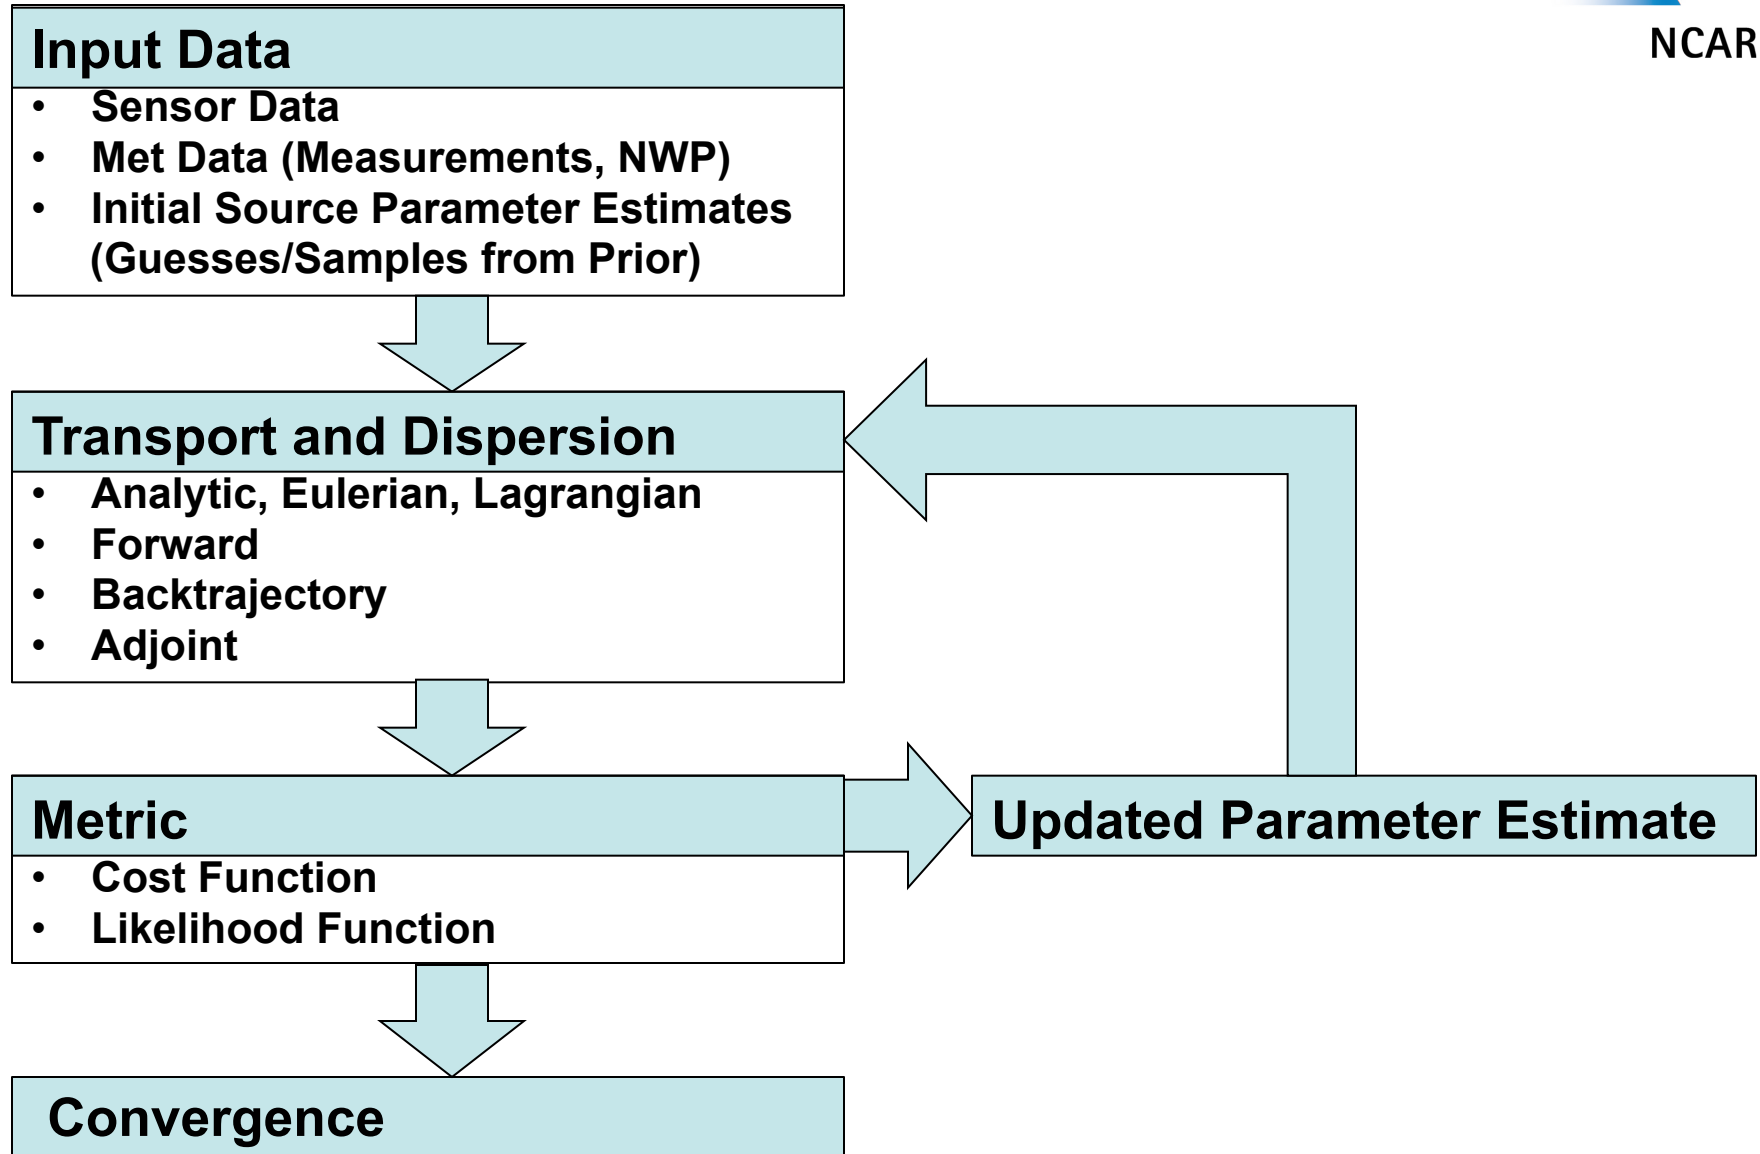 NCAR
Input Data
• Sensor Data
• Met Data (Measurements, NWP)
• Initial Source Parameter Estimates
(Guesses/Samples from Prior)
Transport and Dispersion
• Analytic, Eulerian, Lagrangian
• Forward
• Backtrajectory
• Adjoint
Metric
• Cost Function
• Likelihood Function
Updated Parameter Estimate
Convergence